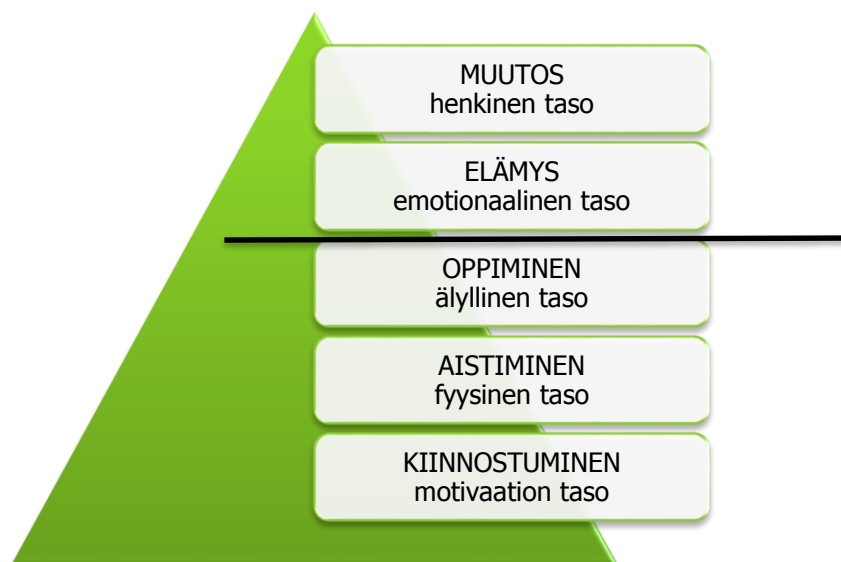 MUUTOS
henkinen taso
ELÄMYS
emotionaalinen taso
OPPIMINEN
älyllinen taso
AISTIMINEN
fyysinen taso
KIINNOSTUMINEN
motivaation taso